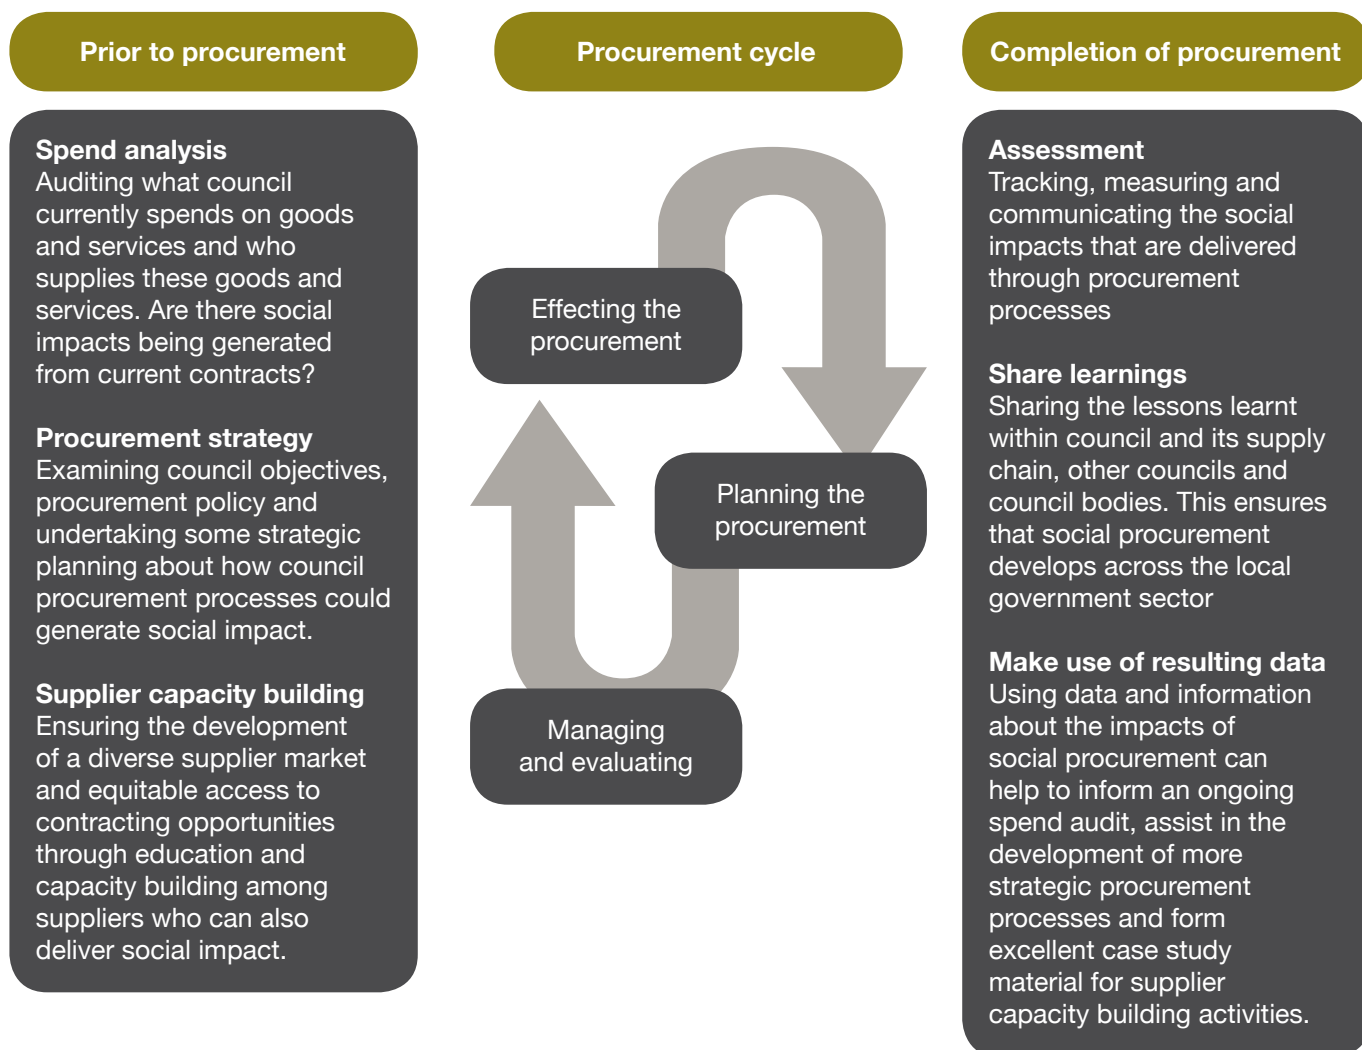 Prior to procurement
Spend analysis
Auditing what council
currently spends on goods
and services and who
supplies these goods and
services. Are there social
impacts being generated
from current contracts?
Procurement strategy
Examining council objectives,
procurement policy and
undertaking some strategic
planning about how council
procurement processes could
generate social impact.
Supplier capacity building
Ensuring the development
of a diverse supplier market
and equitable access to
contracting opportunities
through education and
capacity building among
suppliers who can also
deliver social impact.
Procurement cycle
Effecting the
procurement
Planning the
procurement
Managing
and evaluating
Completion of procurement
Assessment
Tracking, measuring and
communicating the social
impacts that are delivered
through procurement
processes
Share learnings
Sharing the lessons learnt
within council and its supply
chain, other councils and
council bodies. This ensures
that social procurement
develops across the local
government sector
Make use of resulting data
Using data and information
about the impacts of
social procurement can
help to inform an ongoing
spend audit, assist in the
development of more
strategic procurement
processes and form
excellent case study
material for supplier
capacity building activities.